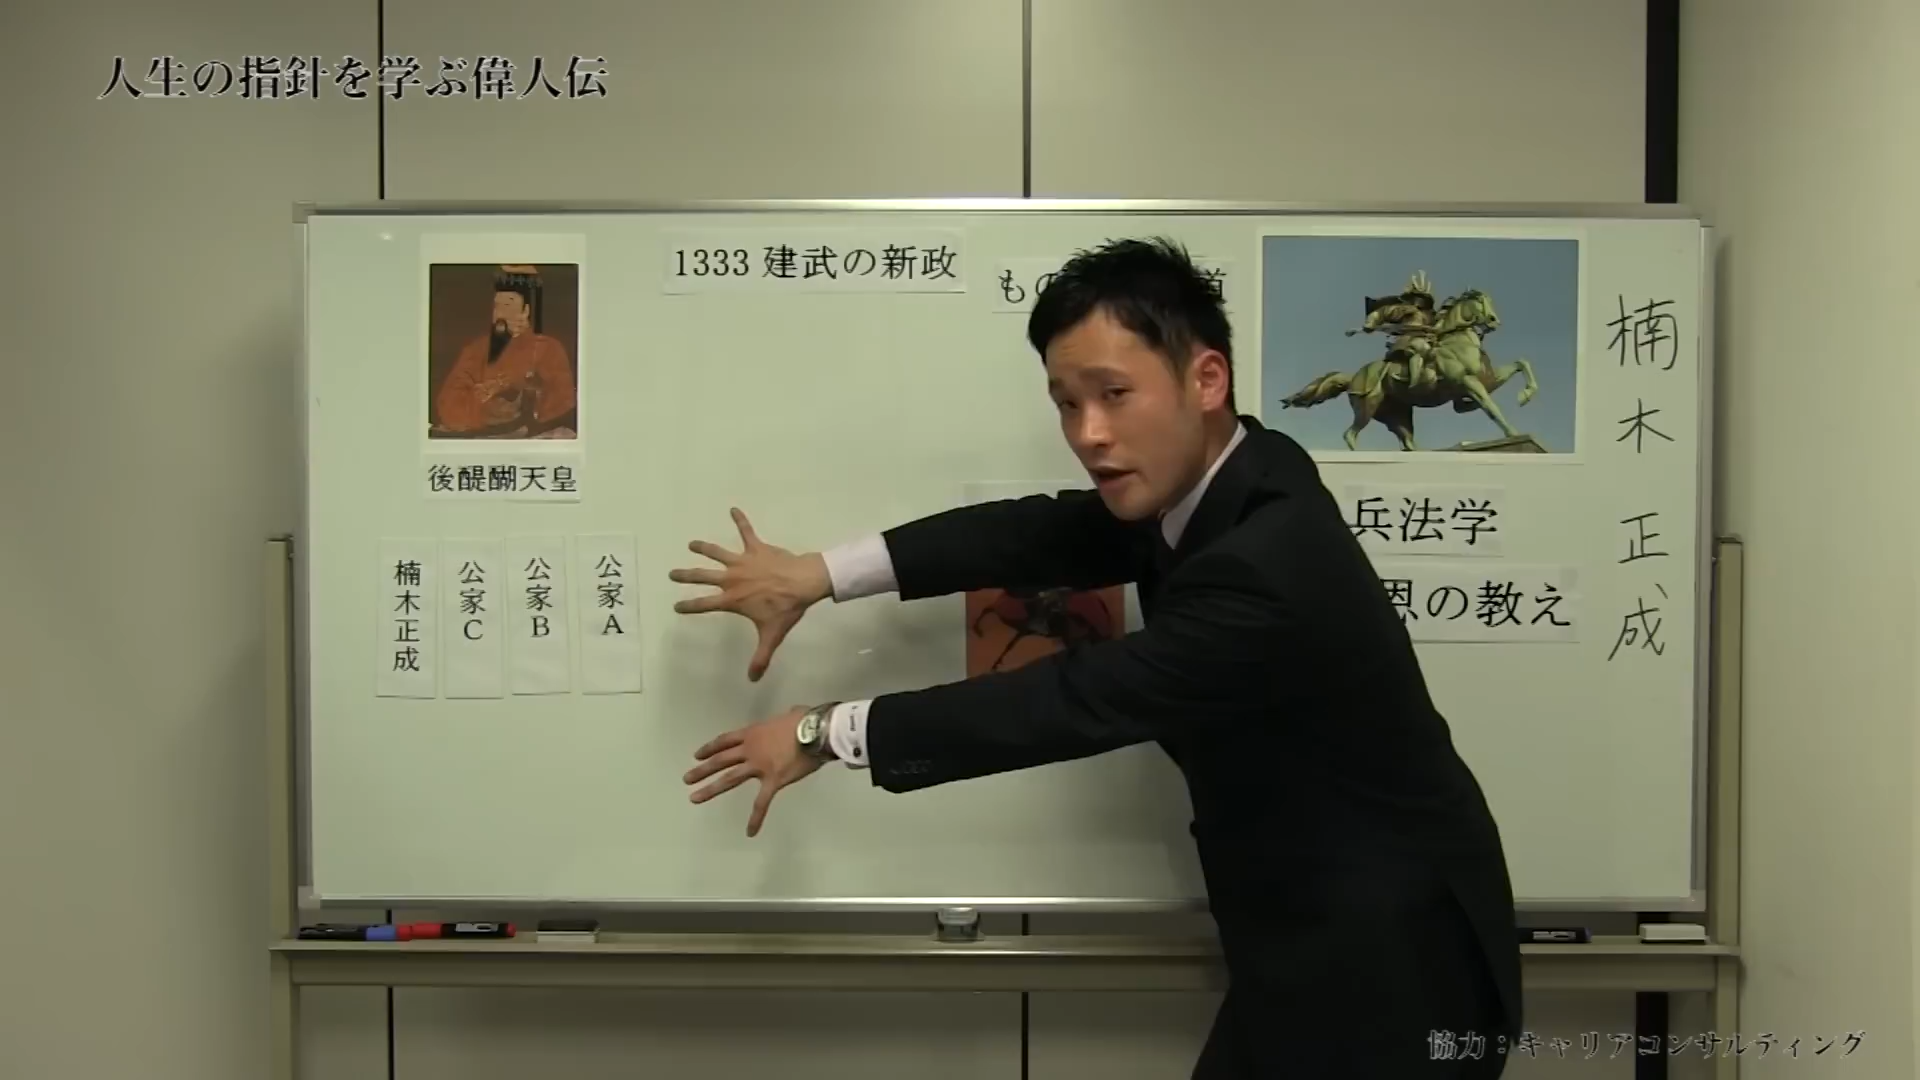 人生の指針を学ぶ偉人伝
1333 建武の新政
もの
道
後醍醐天皇
楠木正成
公家C
公家B
公家A
楠木正成
兵法学
恩の教え
協力：キャリアコンサルティング